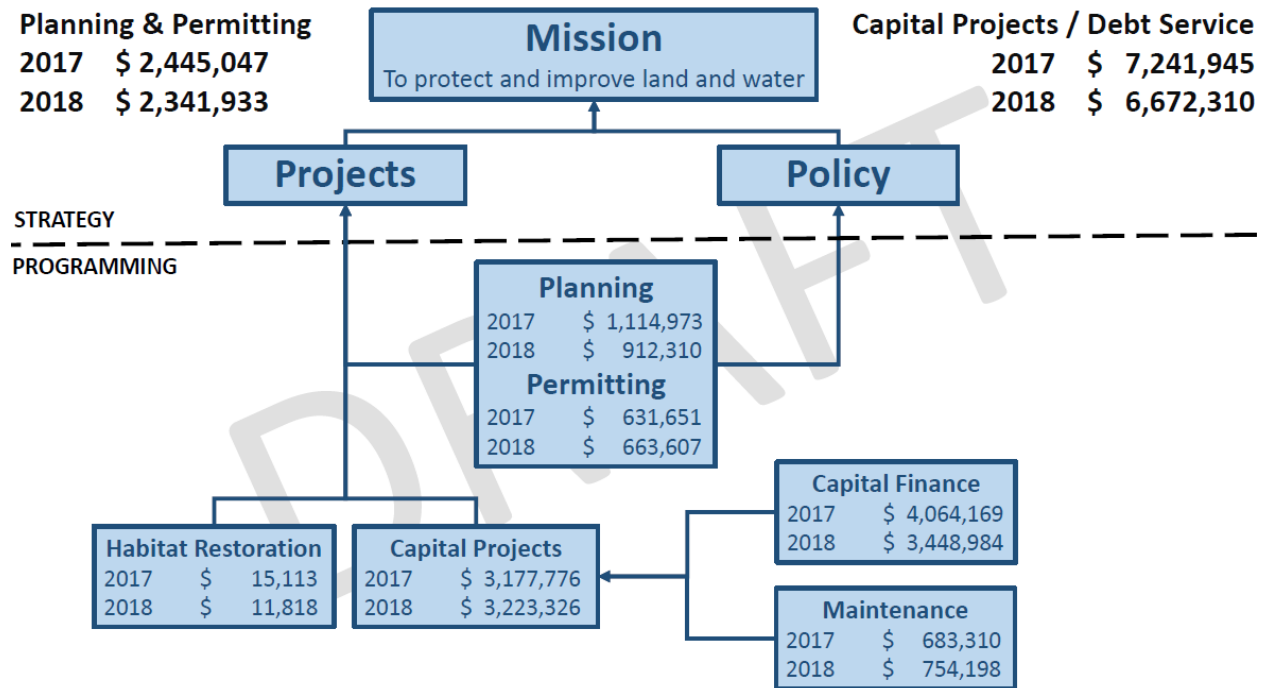 Planning & Permitting
2017 $ 2,445,047
2018 $ 2,341,933
Mission
To protect and improve land and water
Capital Projects / Debt Service
2017 $ 7,241,945
2018 $ 6,672,310
Projects
Policy
STRATEGY
PROGRAMMING
DRAFT
Planning
2017 $ 1,114,973
2018 $ 912,310
Permitting
2017 $ 631,651
2018 $ 663,607
Habitat Restoration
2017 $ 15,113
2018 $ 11,818
Capital Projects
2017 $ 3,177,776
2018 $ 3,223,326
Capital Finance
2017 $ 4,064,169
2018 $ 3,448,984
Maintenance
2017 $ 683,310
2018 $ 754,198